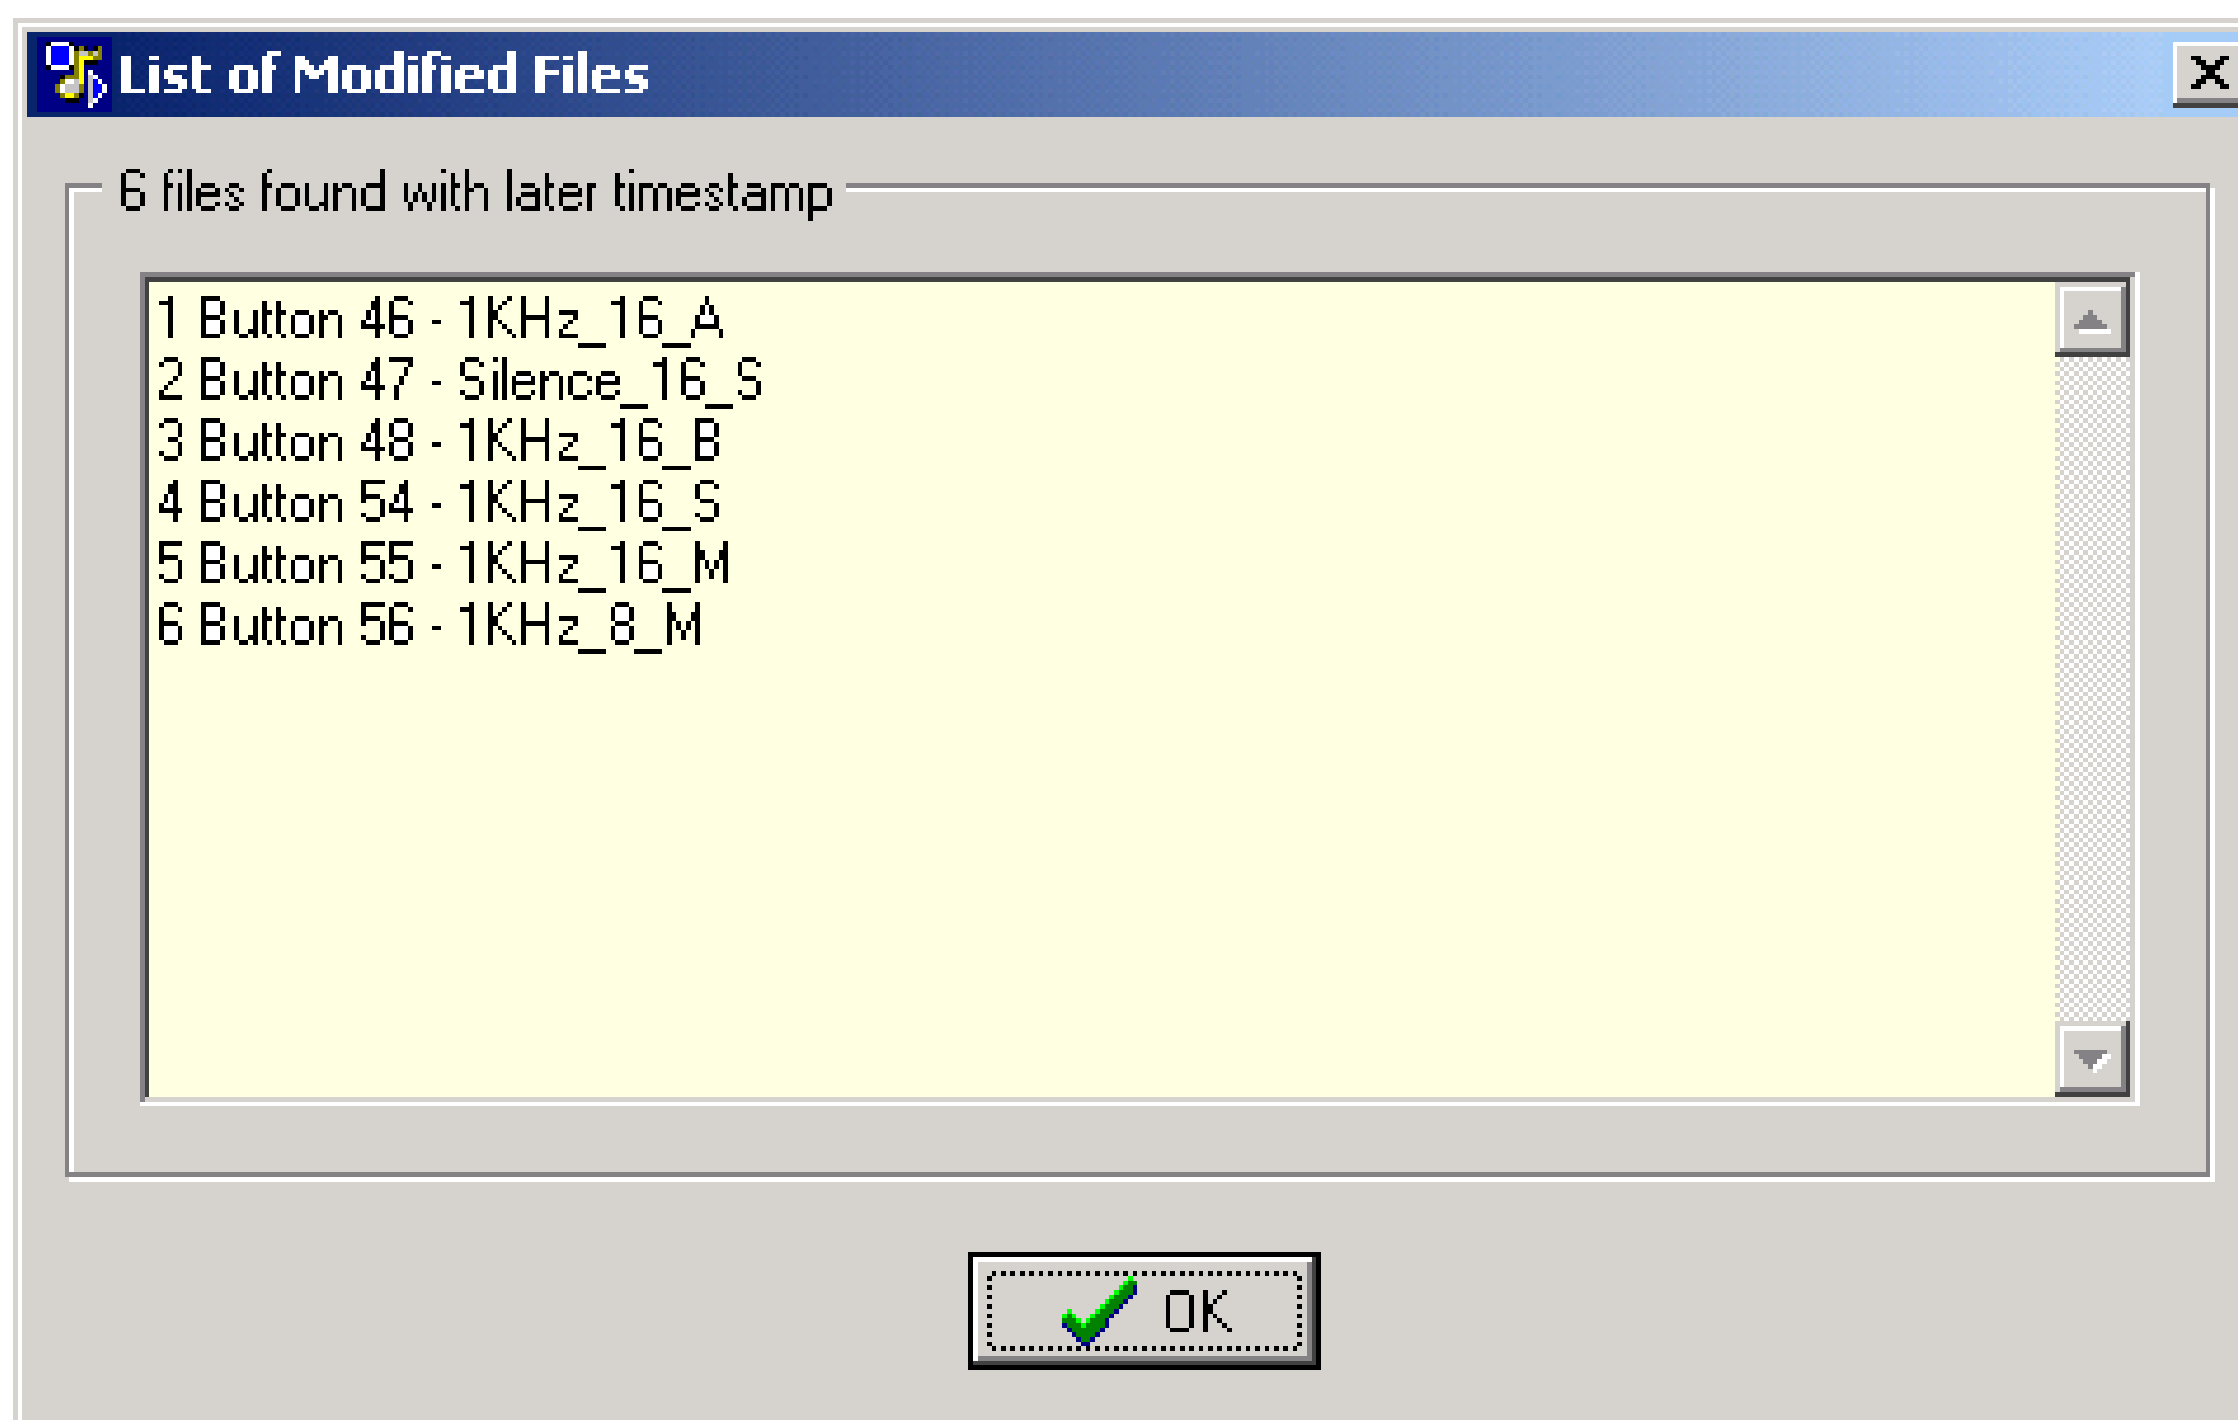 List of Modified Files
6 files found with later timestamp
1 Button 46 - 1KHz_16_A
2 Button 47 - Silence_16_S
3 Button 48 - 1KHz_16_B
4 Button 54 - 1KHz_16_S
5 Button 55 - 1KHz_16_M
6 Button 56 - 1KHz_8_M
OK